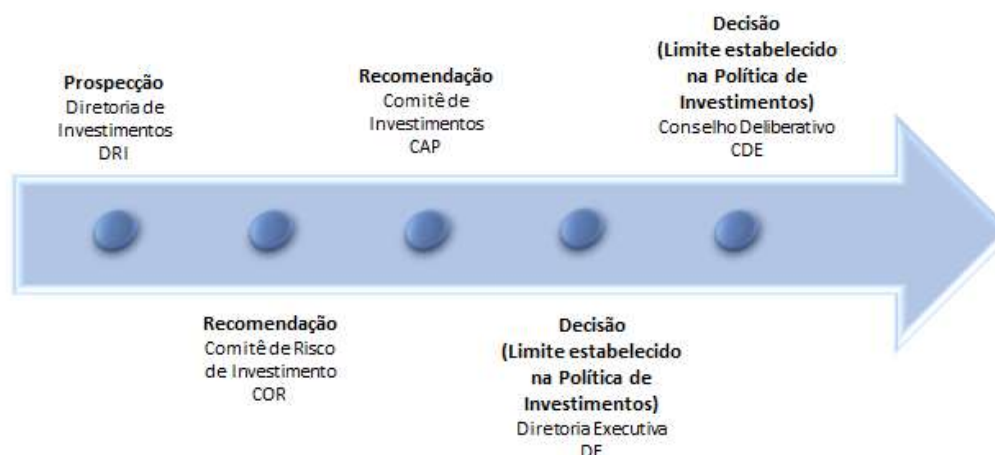 Prospecção
Diretoria de
Investimentos
DRI
Recomendação
Comitê de Risco
de Investimento
COR
Recomendação
Comitê de
Investimentos
CAP
Decisão
(Limite estabelecido
na Política de
Investimentos)
Diretoria Executiva
DE
Decisão
(Limite estabelecido
na Política de
Investimentos)
Conselho Deliberativo
CDE